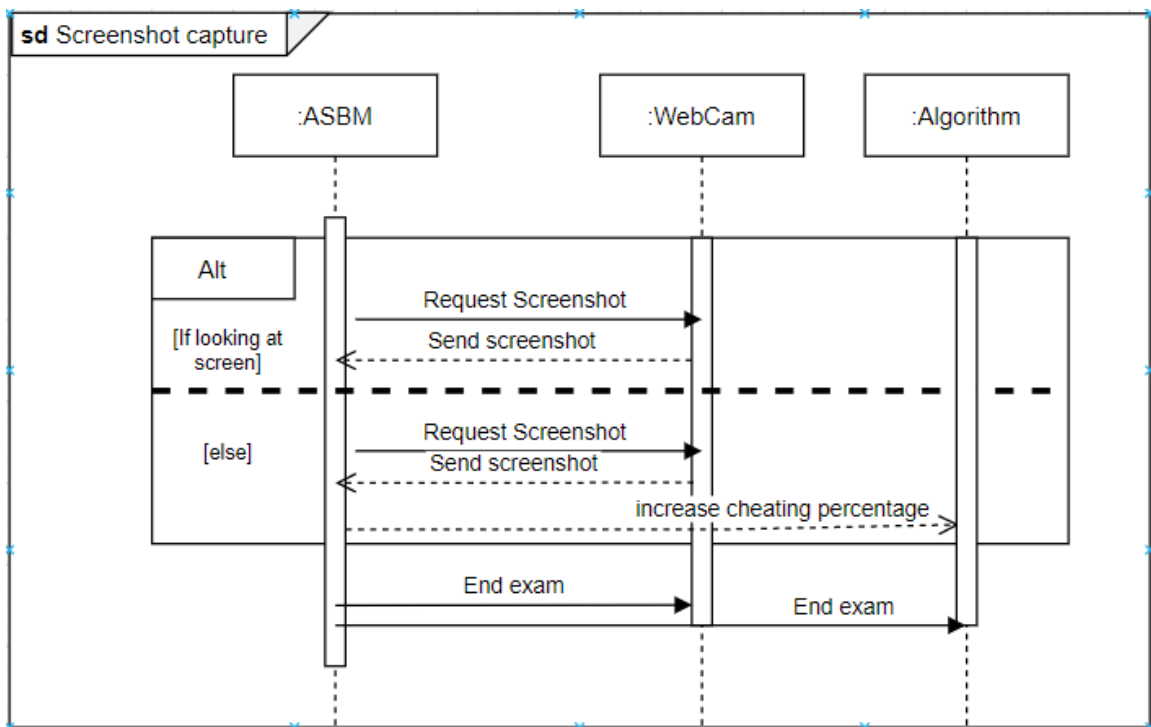 sd Screenshot capture
:ASBM
:WebCam
:Algorithm
Alt
Request Screenshot
[If looking at
screen]
Send screenshot
Request Screenshot
[else]
Send screenshot
increase cheating percentage
End exam
End exam